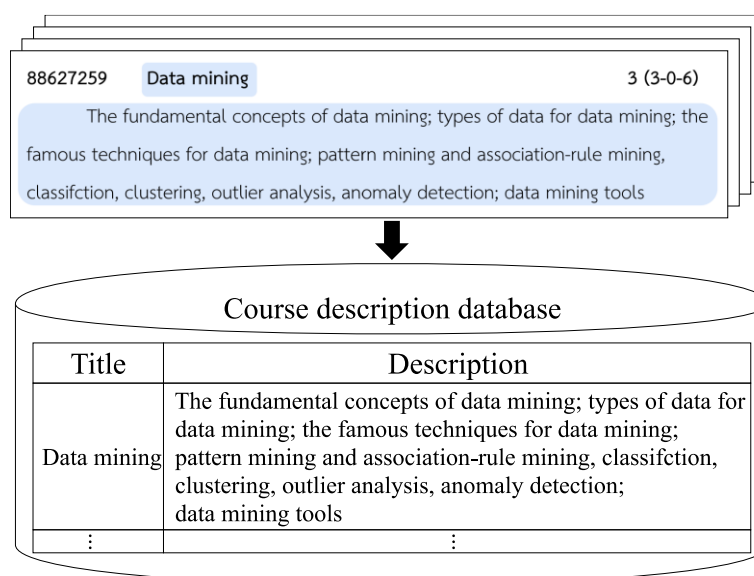 88627259 Data mining 3 (3-0-6)
The fundamental concepts of data mining; types of data for data mining; the
famous techniques for data mining; pattern mining and association-rule mining,
classifction, clustering, outlier analysis, anomaly detection; data mining tools
Course description database
Title Description
Data mining
The fundamental concepts of data mining; types of data for
data mining; the famous techniques for data mining;
pattern mining and association-rule mining, classifction,
clustering, outlier analysis, anomaly detection;
data mining tools
⋮ ⋮